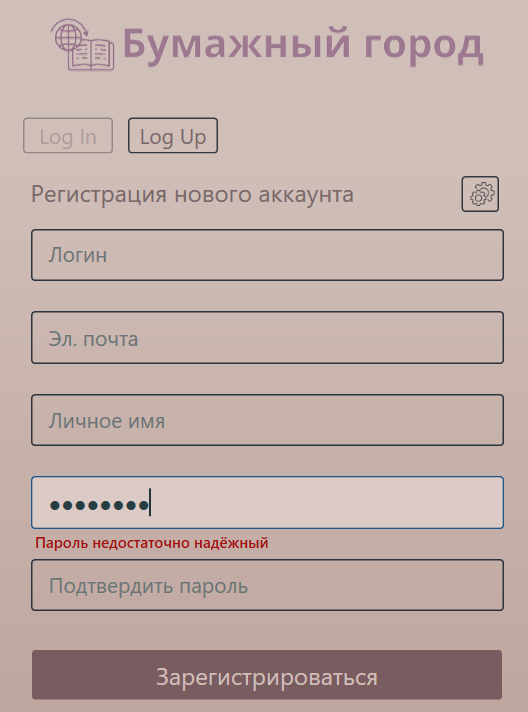 Бумажный город
Log In
Log Up
Регистрация нового аккаунта
Логин
Эл. почта
Личное имя
●●●●●●●●
Пароль недостаточно надёжный
Подтвердить пароль
Зарегистрироваться